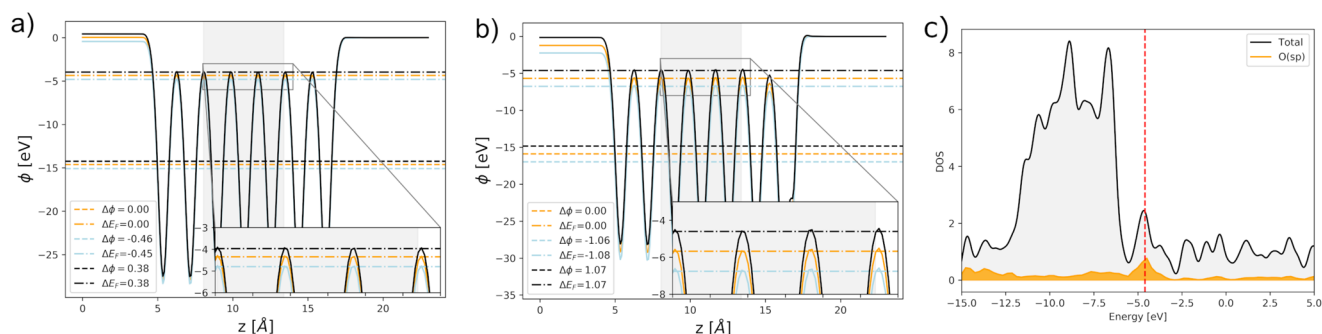 a)
ϕ [eV]
0
−5
−10
−15
−20
−25
Δϕ = 0.00
ΔE_F=0.00
Δϕ = -0.46
ΔE_F=-0.45
Δϕ = 0.38
ΔE_F=0.38
−3
−4
−5
−6
0
5
10
15
20
z [Å]
b)
ϕ [eV]
0
−5
−10
−15
−20
−25
−30
−35
Δϕ = 0.00
ΔE_F=0.00
Δϕ = -1.06
ΔE_F=-1.08
Δϕ = 1.07
ΔE_F=1.07
−4
−6
−8
0
5
10
15
20
z [Å]
c)
Total
O(sp)
DOS
8
6
4
2
0
−15.0
−12.5
−10.0
−7.5
−5.0
−2.5
0.0
2.5
5.0
Energy [eV]